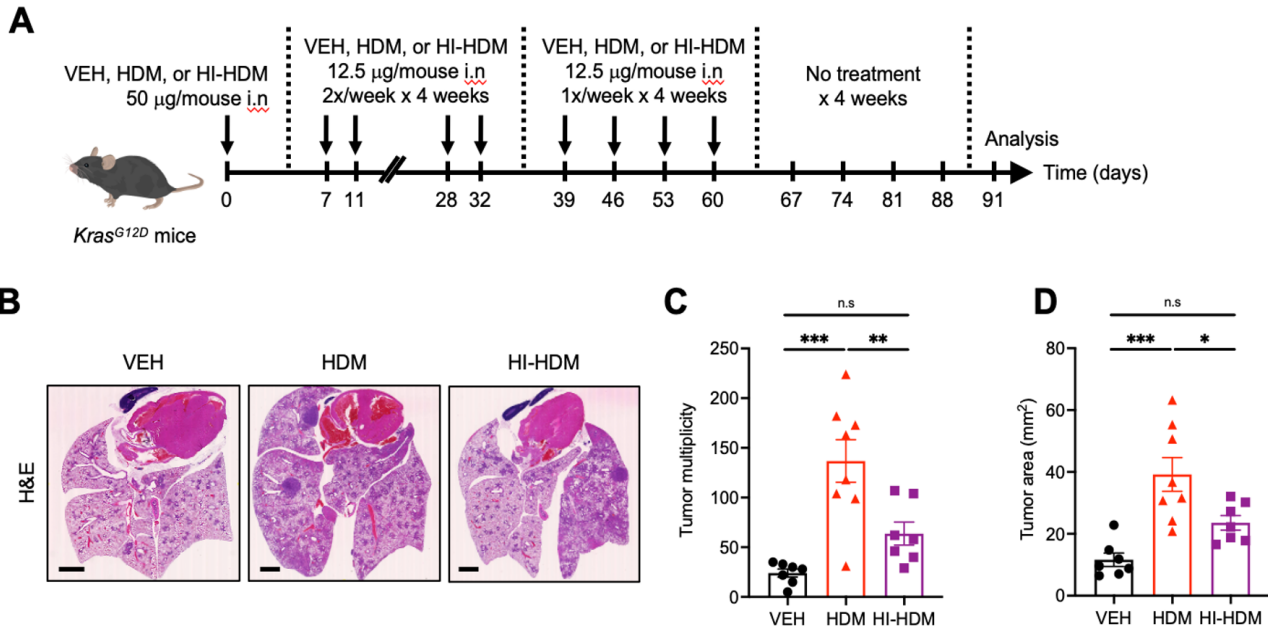 A
VEH, HDM, or HI-HDM
50 μg/mouse i.n
VEH, HDM, or HI-HDM
12.5 μg/mouse i.n
2x/week x 4 weeks
VEH, HDM, or HI-HDM
12.5 μg/mouse i.n
1x/week x 4 weeks
No treatment
x 4 weeks
Analysis
Time (days)
0 7 11 28 32 39 46 53 60 67 74 81 88 91
KrasG12D mice
B
VEH HDM HI-HDM
H&E
C
n.s
*** **
Tumor multiplicity
250
200
150
100
50
0
VEH HDM HI-HDM
D
n.s
*** *
Tumor area (mm²)
80
60
40
20
0
VEH HDM HI-HDM